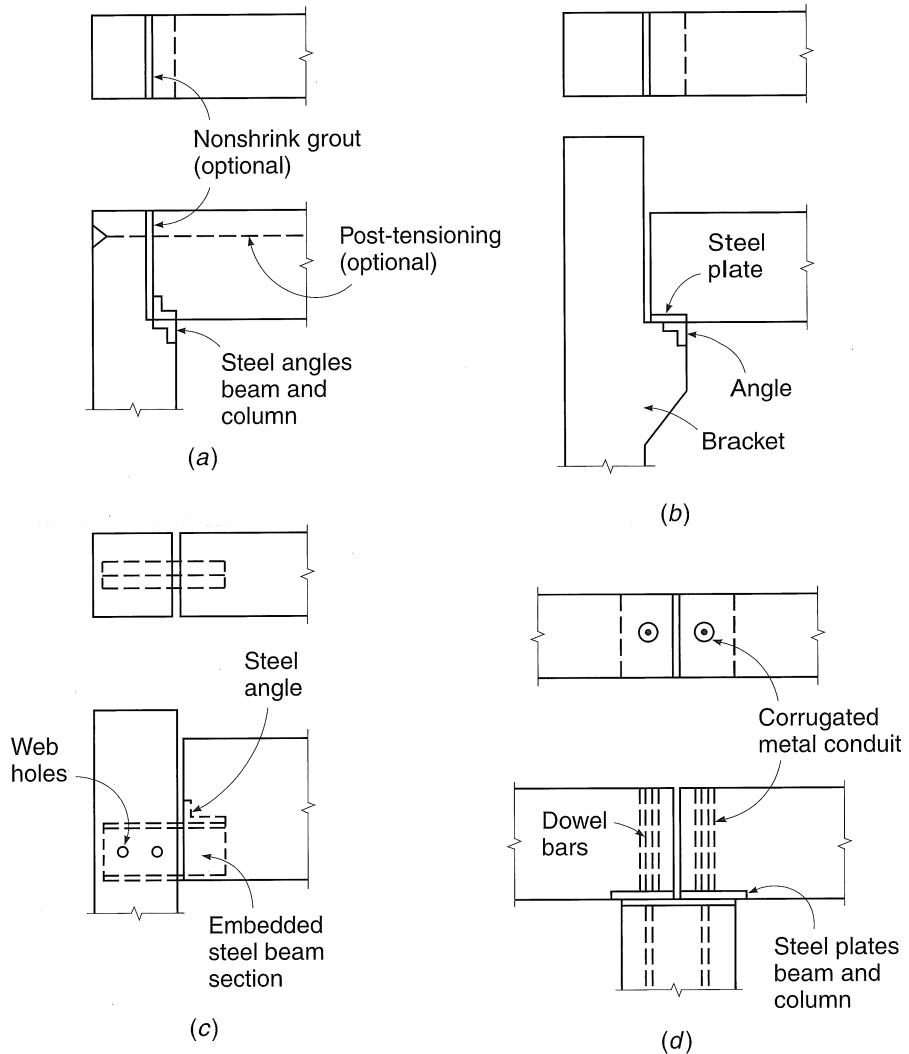 Nonshrink grout
(optional)
Post-tensioning
(optional)
Steel angles
beam and
column
(a)
Steel
plate
Angle
Bracket
(b)
Steel
angle
Web
holes
Embedded
steel beam
section
(c)
Corrugated
metal conduit
Dowel
bars
Steel plates
beam and
column
(d)